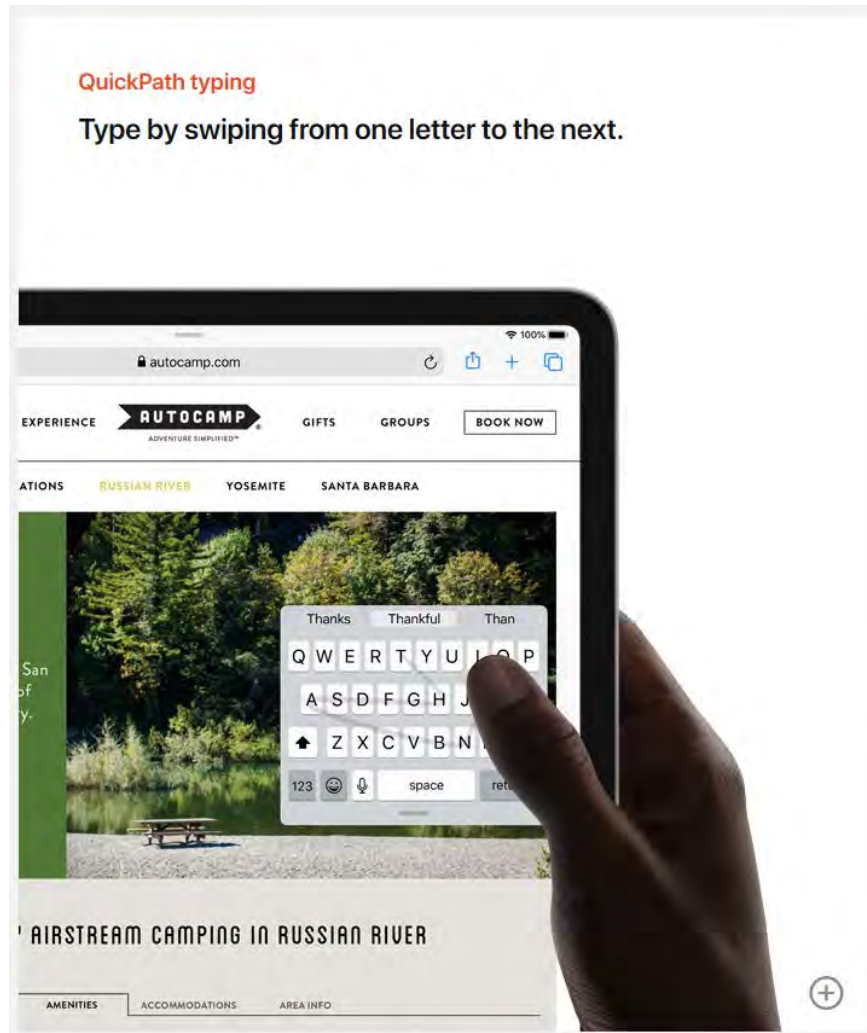 QuickPath typing
Type by swiping from one letter to the next.
100%
autocamp.com
EXPERIENCE AUTOCAMP GIFTS GROUPS BOOK NOW
ADVENTURE SIMPLIFIED™
ATIONS RUSSIAN RIVER YOSEMITE SANTA BARBARA
Thanks Thankful Than
Q W E R T Y U I O P
San
of
y.
A S D F G H J
Z X C V B N
123 space
AIRSTREAM CAMPING IN RUSSIAN RIVER
AMENITIES ACCOMMODATIONS AREA INFO